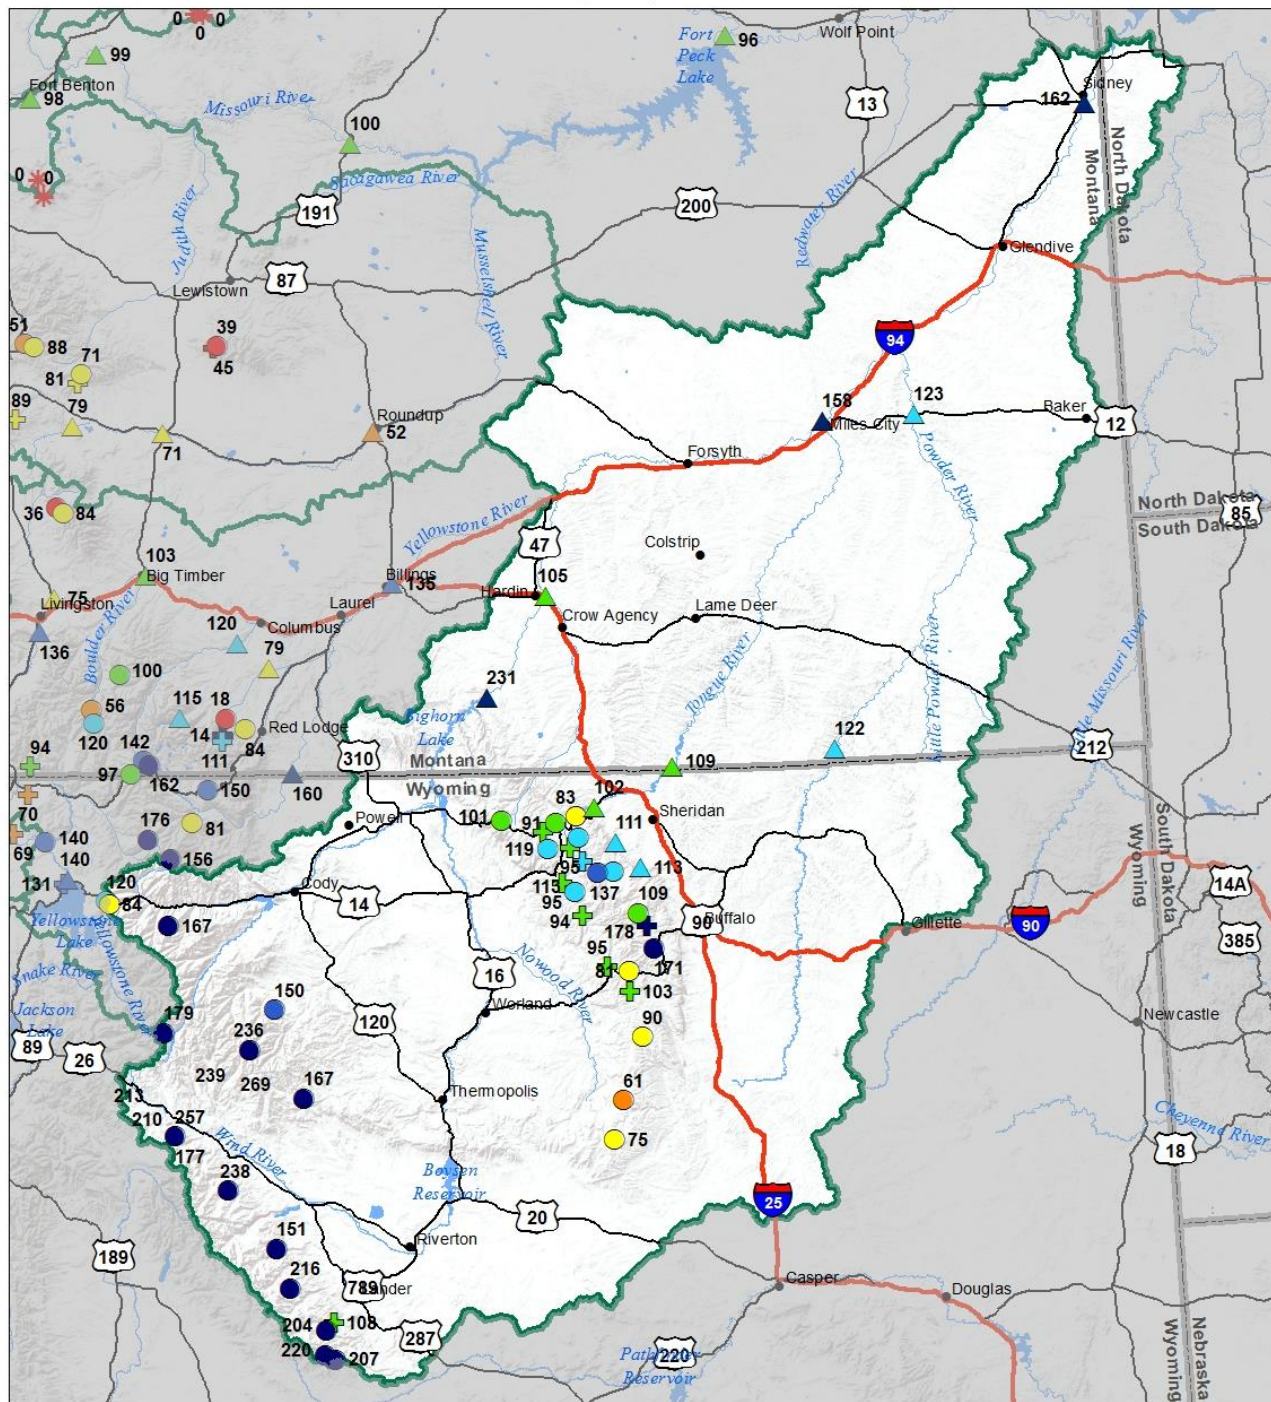 0 0
0
99
Fort Benton
98
Missouri River
Fort
Peck
Lake
96
Wolf Point
13
Sidney
162
North Dakota
Montana
100
0 0
Sacagawea River
191
200
Redwater River
Judith River
Musselshell River
87
Lewistown
Glendive
51
88
39
45
71
81
94
89
79
71
Roundup
52
158
123
Baker
12
Miles City
Forsyth
Powder River
36
84
Yellowstone River
47
North Dakota
South Dakota
85
Colstrip
103
Big Timber
Billings
135
105
Hardin
75
Livingston
Laurel
Columbus
Crow Agency
Lame Deer
136
Boulder River
120
79
100
231
Tongue River
Little Powder River
Little Missouri River
56
115
18
Bighorn
Lake
120
14
84
Red Lodge
122
212
94
142
111
310
Montana
Wyoming
109
97
162
150
160
70
102
83
81
Powell
101
91
111
Sheridan
South Dakota
Wyoming
69
140
176
119
95
113
140
156
131
120
84
Cody
14
115
137
14A
95
109
94
178
90
Buffalo
Gillette
90
385
Yellowstone
Lake
Yellowstone River
167
95
81
171
Snake River
16
Nowood River
103
Jackson
Lake
150
Worland
Newcastle
179
120
90
89
26
236
239
269
167
Thermopolis
61
213
210
257
75
Cheyenne River
177
Wind River
18
238
Boysen
Reservoir
25
20
151
Riverton
189
216
789
Lander
Casper
Douglas
204
108
287
220
207
Pathfinder
Reservoir
220
Nebraska
Wyoming